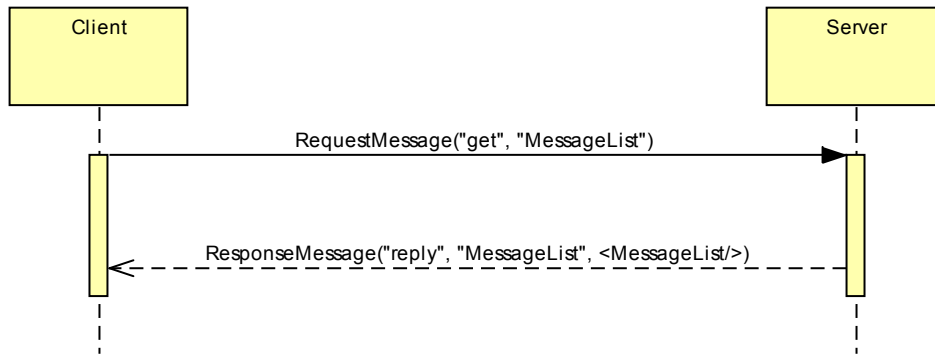 Client
Server
RequestMessage("get", "MessageList")
ResponseMessage("reply", "MessageList", <MessageList/>)